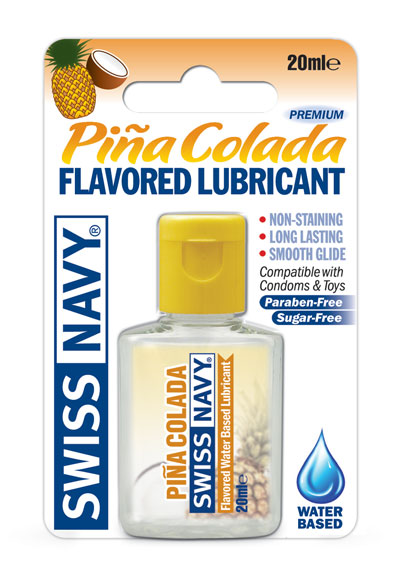 20ml℮
PREMIUM
Piña Colada
FLAVORED LUBRICANT
SWISS NAVY®
• NON-STAINING
• LONG LASTING
• SMOOTH GLIDE
Compatible with
Condoms & Toys
Paraben-Free
Sugar-Free
PIÑA COLADA
SWISS NAVY®
Flavored Water Based Lubricant
20ml℮
WATER
BASED